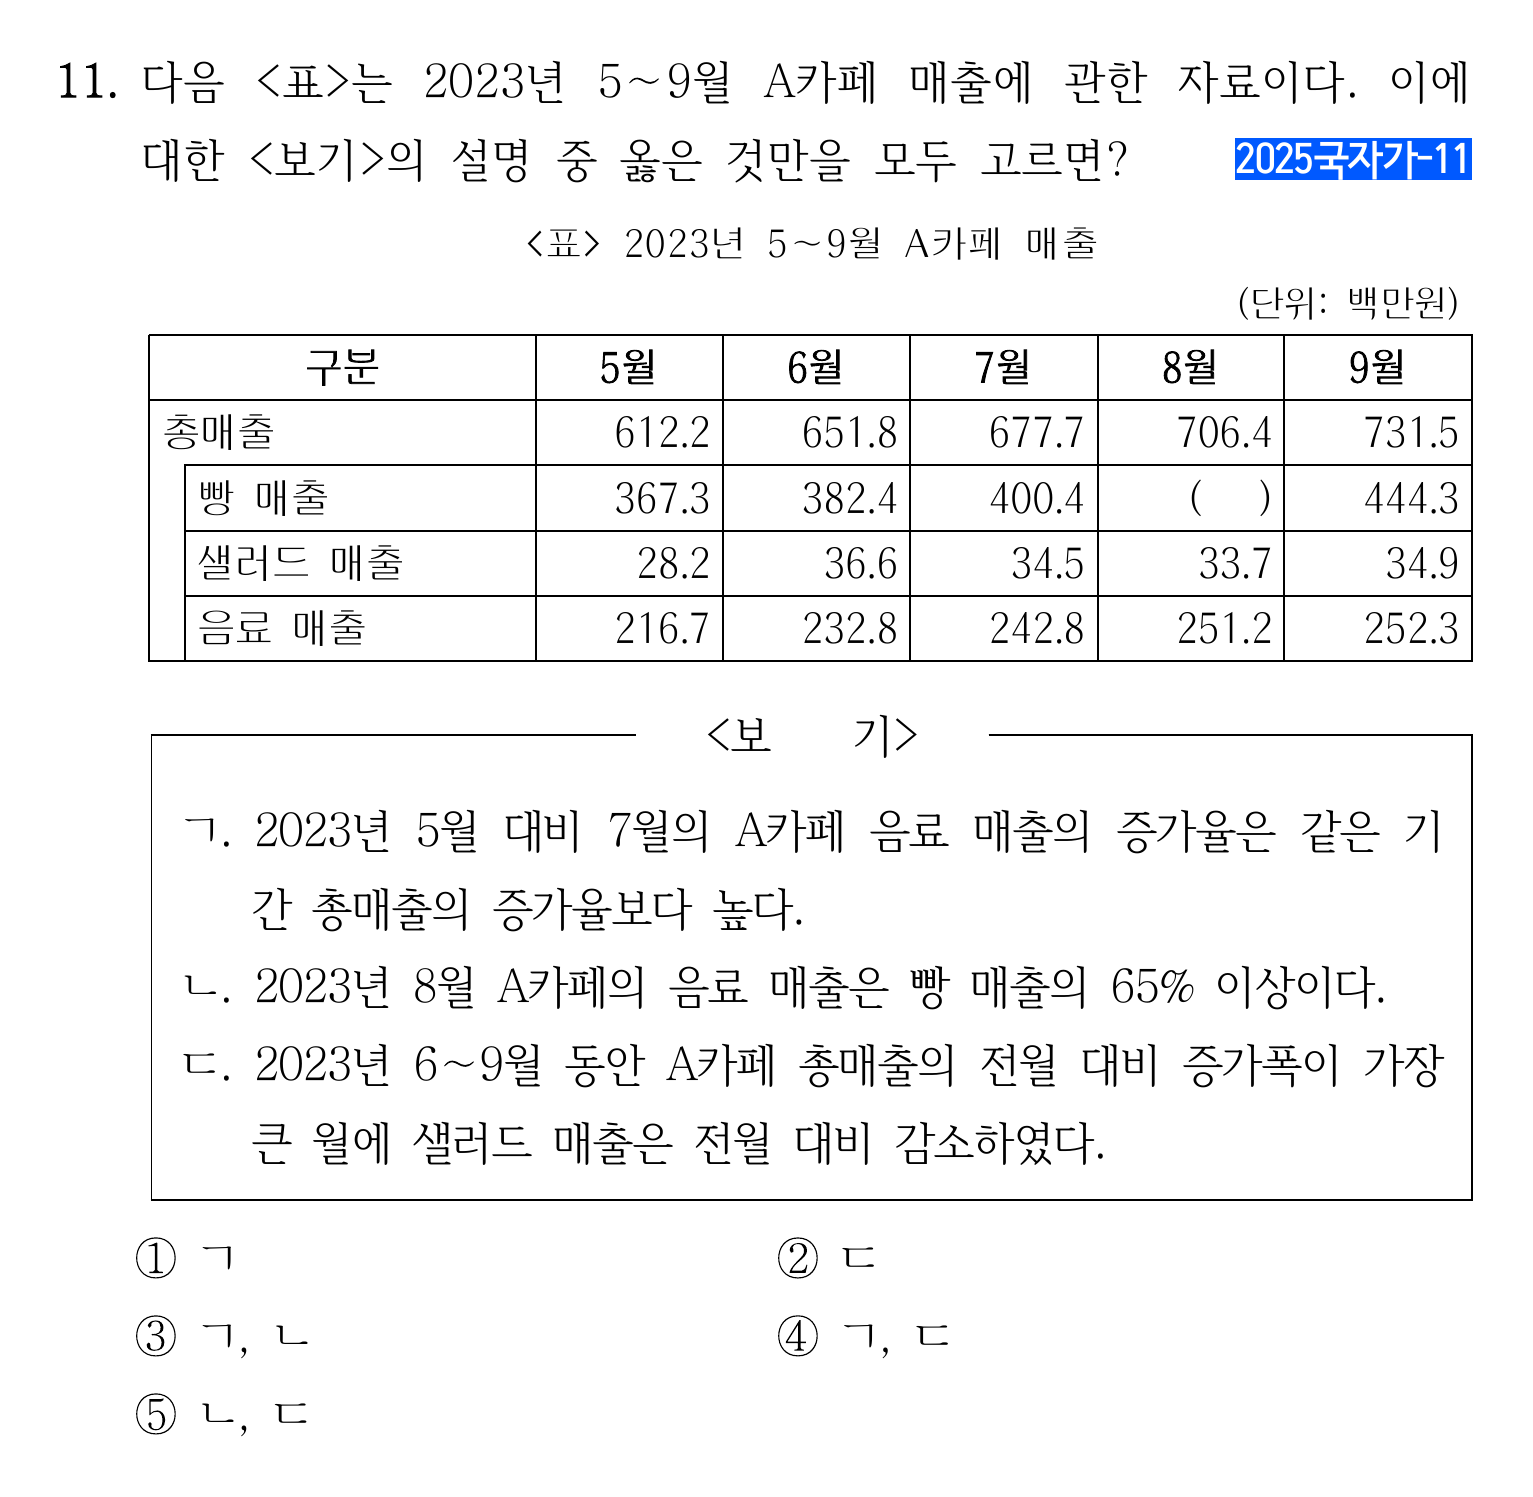 11. 다음 <표>는 2023년 5~9월 A카페 매출에 관한 자료이다. 이에
대한 <보기>의 설명 중 옳은 것만을 모두 고르면?
2025국자가-11
<표> 2023년 5~9월 A카페 매출
(단위: 백만원)
구분 5월 6월 7월 8월 9월
총매출 612.2 651.8 677.7 706.4 731.5
빵 매출 367.3 382.4 400.4 ( ) 444.3
샐러드 매출 28.2 36.6 34.5 33.7 34.9
음료 매출 216.7 232.8 242.8 251.2 252.3
<보 기>
ㄱ. 2023년 5월 대비 7월의 A카페 음료 매출의 증가율은 같은 기
간 총매출의 증가율보다 높다.
ㄴ. 2023년 8월 A카페의 음료 매출은 빵 매출의 65% 이상이다.
ㄷ. 2023년 6~9월 동안 A카페 총매출의 전월 대비 증가폭이 가장
큰 월에 샐러드 매출은 전월 대비 감소하였다.
① ㄱ ② ㄷ
③ ㄱ, ㄴ ④ ㄱ, ㄷ
⑤ ㄴ, ㄷ